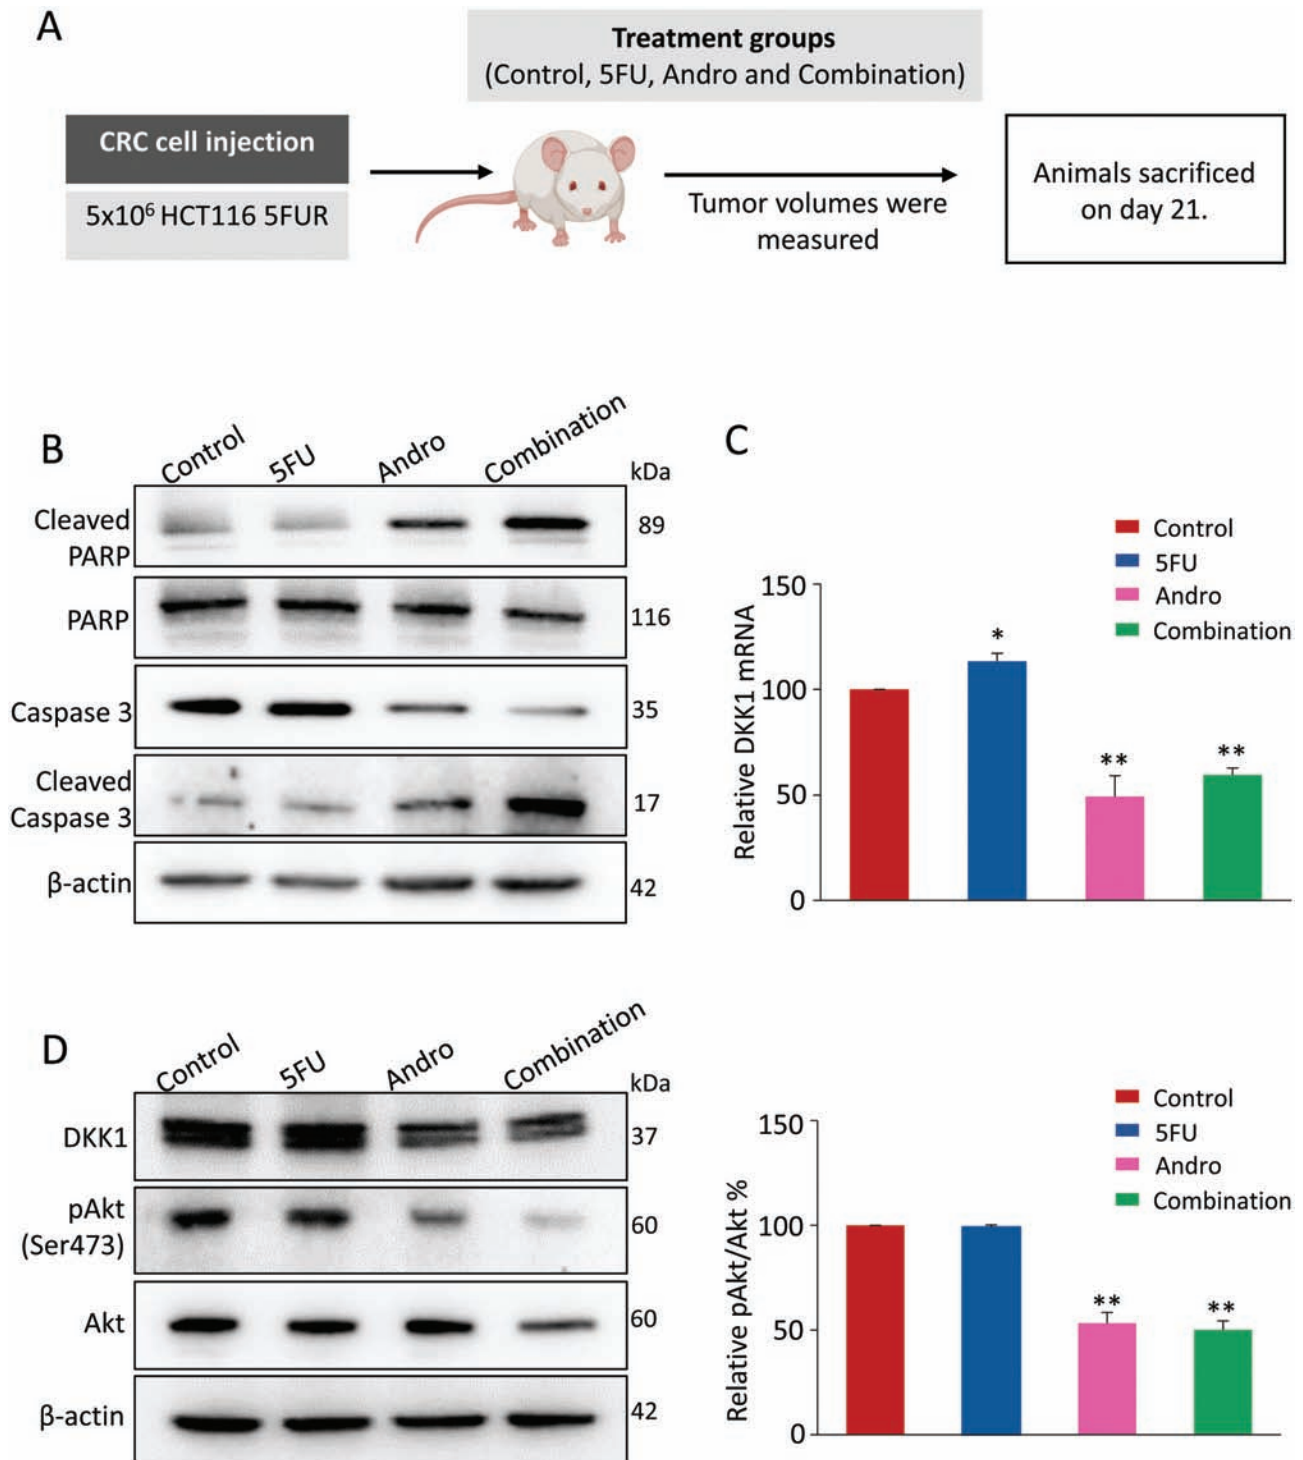 A
Treatment groups
(Control, 5FU, Andro and Combination)
CRC cell injection
5x10⁶ HCT116 5FUR
Tumor volumes were
measured
Animals sacrificed
on day 21.
B
Control
5FU
Andro
Combination
kDa
Cleaved
PARP
89
PARP
116
Caspase 3
35
Cleaved
Caspase 3
17
β-actin
42
C
Control
5FU
Andro
Combination
Relative DKK1 mRNA
150
100
50
0
*
**
**
D
Control
5FU
Andro
Combination
kDa
DKK1
37
pAkt
(Ser473)
60
Akt
60
β-actin
42
Control
5FU
Andro
Combination
Relative pAkt/Akt %
150
100
50
0
**
**